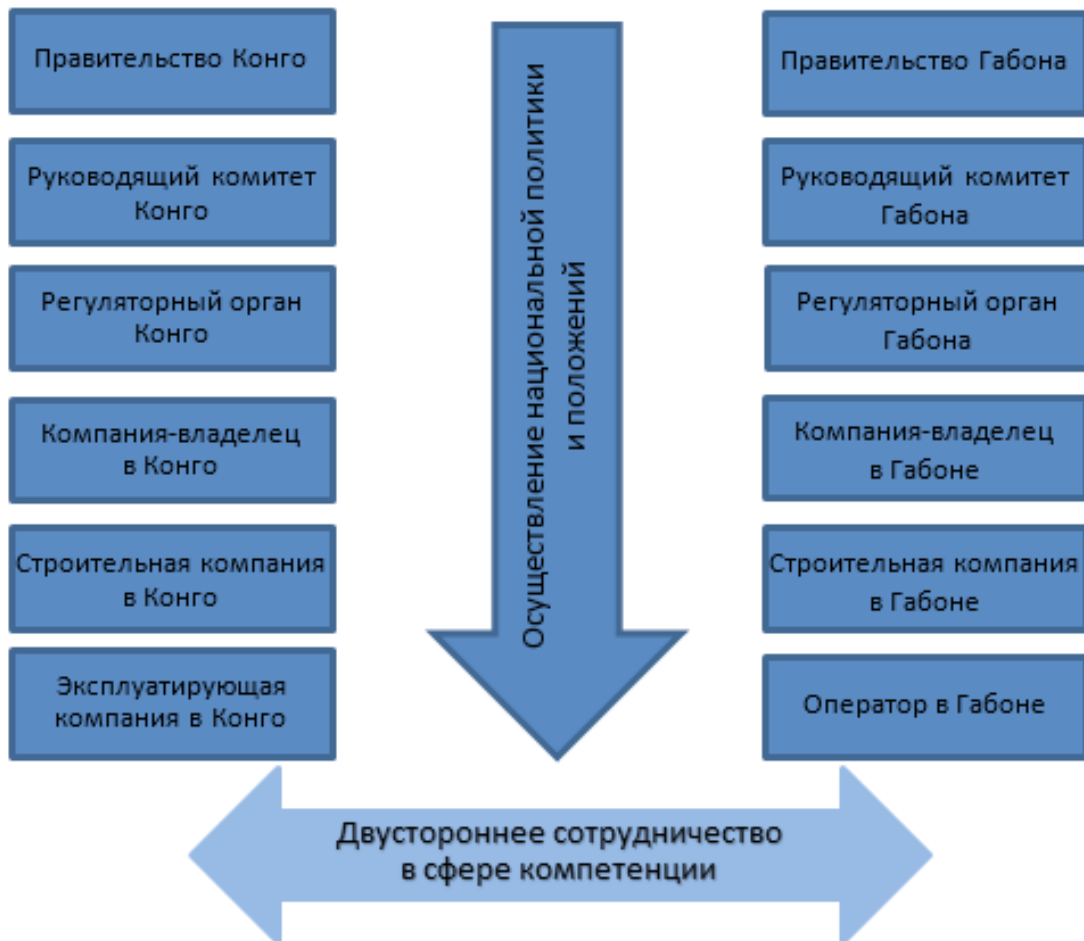 Правительство Конго
Руководящий комитет
Конго
Регуляторный орган
Конго
Компания-владелец
в Конго
Строительная компания
в Конго
Эксплуатирующая
компания в Конго
Осуществление национальной политики
и положений
Правительство Габона
Руководящий комитет
Габона
Регуляторный орган
Габона
Компания-владелец
в Габоне
Строительная компания
в Габоне
Оператор в Габоне
Двустороннее сотрудничество
в сфере компетенции